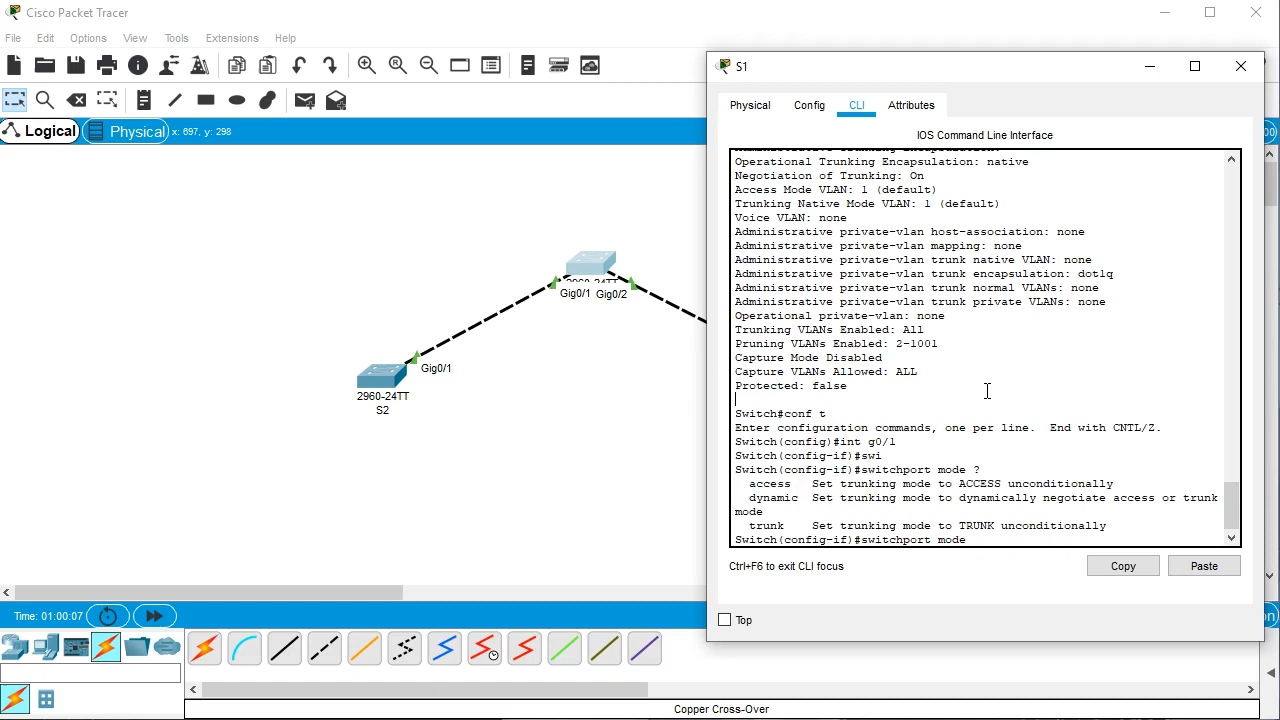 Cisco Packet Tracer
File Edit Options View Tools Extensions Help
Logical Physical x: 697, y: 298
Gig0/1 Gig0/2
Gig0/1
2960-24TT
S2
Time: 01:00:07
Copper Cross-Over
S1
Physical Config CLI Attributes
IOS Command Line Interface
Operational Trunking Encapsulation: native
Negotiation of Trunking: On
Access Mode VLAN: 1 (default)
Trunking Native Mode VLAN: 1 (default)
Voice VLAN: none
Administrative private-vlan host-association: none
Administrative private-vlan mapping: none
Administrative private-vlan trunk native VLAN: none
Administrative private-vlan trunk encapsulation: dot1q
Administrative private-vlan trunk normal VLANs: none
Administrative private-vlan trunk private VLANs: none
Operational private-vlan: none
Trunking VLANs Enabled: All
Pruning VLANs Enabled: 2-1001
Capture Mode Disabled
Capture VLANs Allowed: ALL
Protected: false
Switch#conf t
Enter configuration commands, one per line. End with CNTL/Z.
Switch(config)#int g0/1
Switch(config-if)#swi
Switch(config-if)#switchport mode ?
access Set trunking mode to ACCESS unconditionally
dynamic Set trunking mode to dynamically negotiate access or trunk
mode
trunk Set trunking mode to TRUNK unconditionally
Switch(config-if)#switchport mode
Ctrl+F6 to exit CLI focus
Copy Paste
Top